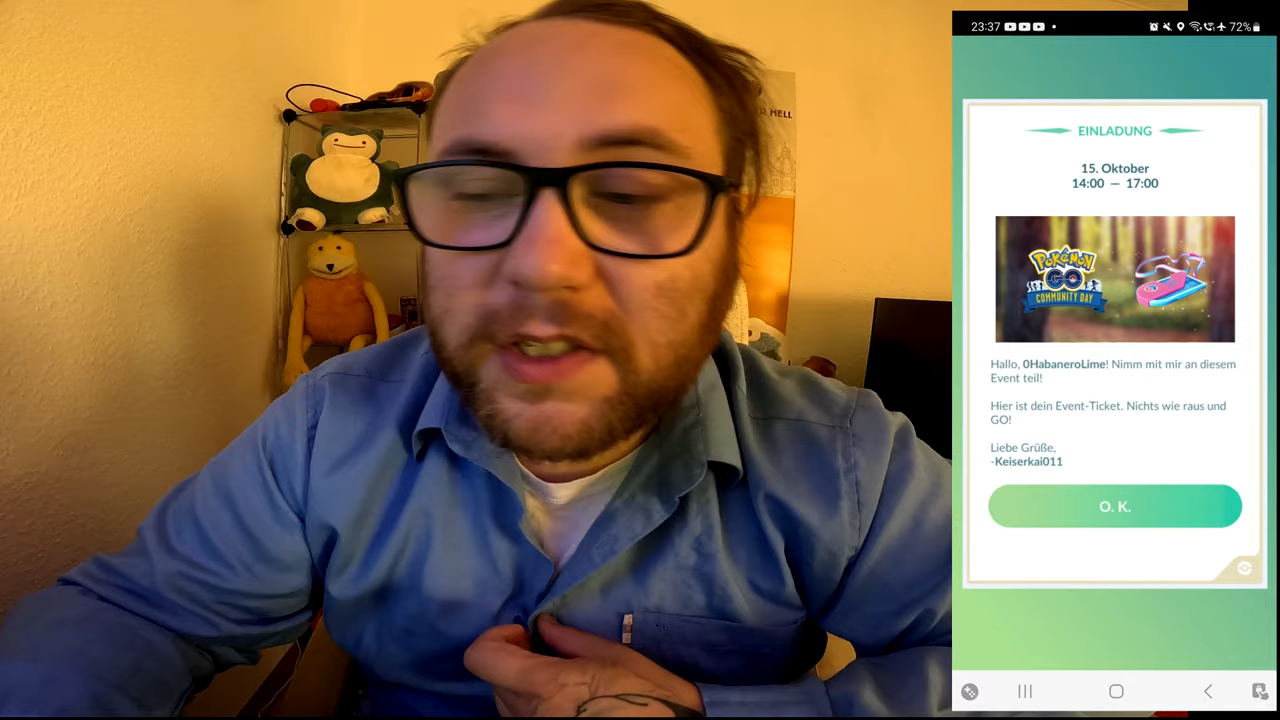 R HELL
23:37
72%
EINLADUNG
15. Oktober
14:00 — 17:00
POKÉMON
GO
COMMUNITY DAY
Hallo, 0HabaneroLime! Nimm mit mir an diesem
Event teil!
Hier ist dein Event-Ticket. Nichts wie raus und
GO!
Liebe Grüße,
-Keiserkai011
O. K.